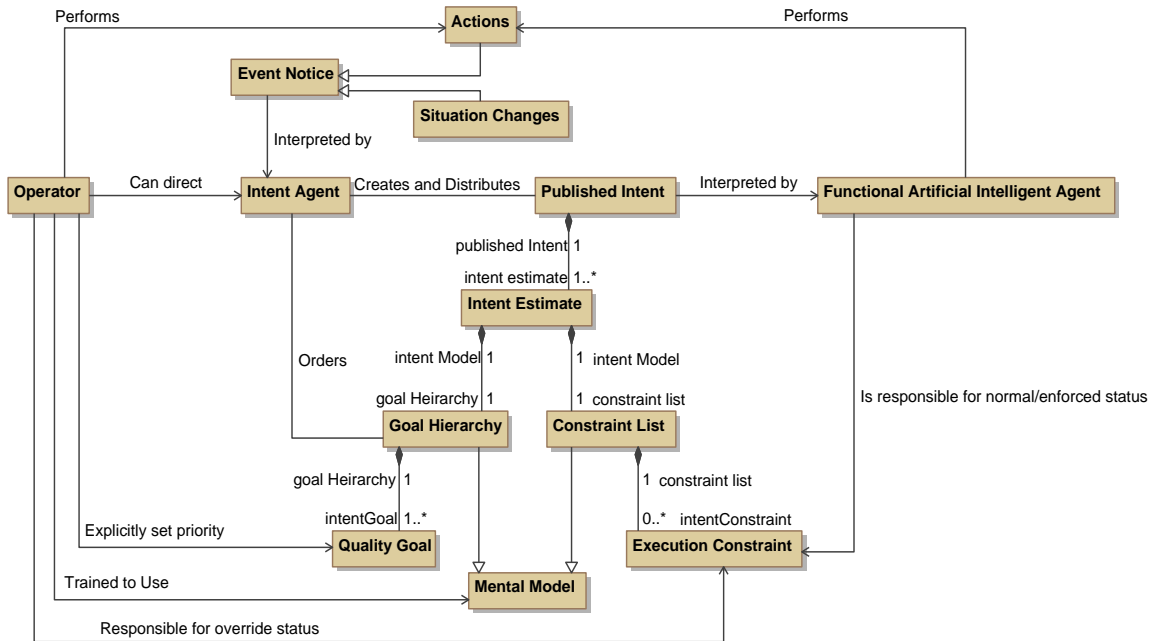 Performs
Actions
Performs
Event Notice
Situation Changes
Interpreted by
Operator
Can direct
Intent Agent
Creates and Distributes
Published Intent
Interpreted by
Functional Artificial Intelligent Agent
published Intent 1
intent estimate 1..*
Intent Estimate
intent Model 1
1 intent Model
Orders
goal Heirarchy 1
1 constraint list
Is responsible for normal/enforced status
Goal Hierarchy
Constraint List
goal Heirarchy 1
1 constraint list
intentGoal 1..*
0..* intentConstraint
Explicitly set priority
Quality Goal
Execution Constraint
Trained to Use
Mental Model
Responsible for override status